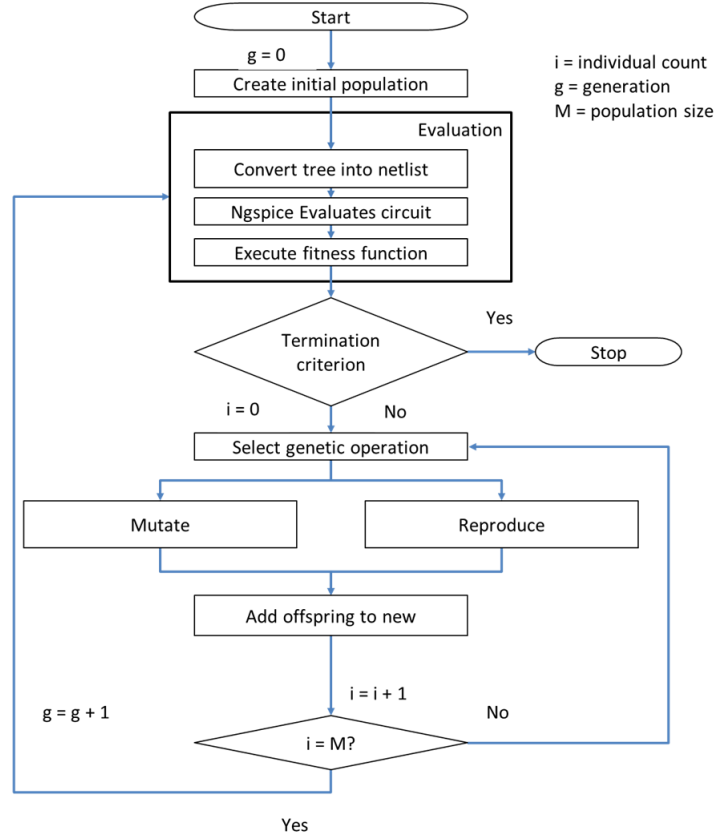 Start
g = 0
i = individual count
g = generation
M = population size
Create initial population
Evaluation
Convert tree into netlist
Ngspice Evaluates circuit
Execute fitness function
Termination
criterion
Yes
Stop
i = 0
No
Select genetic operation
Mutate
Reproduce
Add offspring to new
i = i + 1
g = g + 1
No
i = M?
Yes